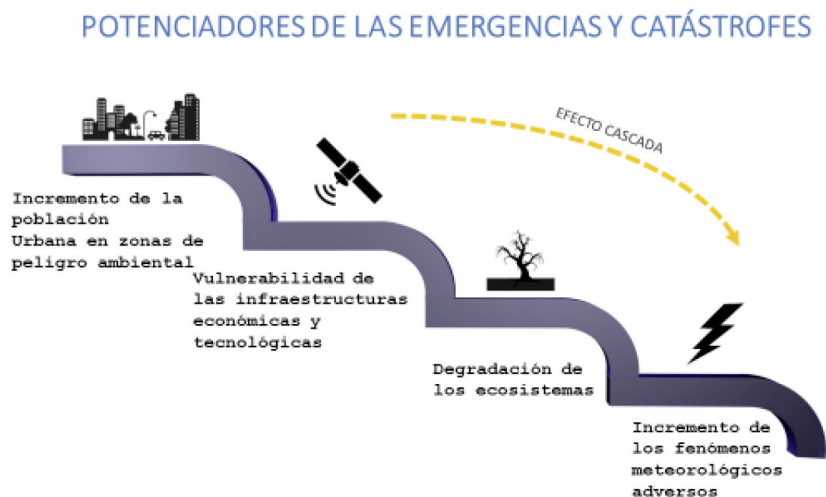 POTENCIADORES DE LAS EMERGENCIAS Y CATÁSTROFES
EFECTO CASCADA
Incremento de la
población
Urbana en zonas de
peligro ambiental
Vulnerabilidad de
las infraestructuras
económicas y
tecnológicas
Degradación de
los ecosistemas
Incremento de
los fenómenos
meteorológicos
adversos